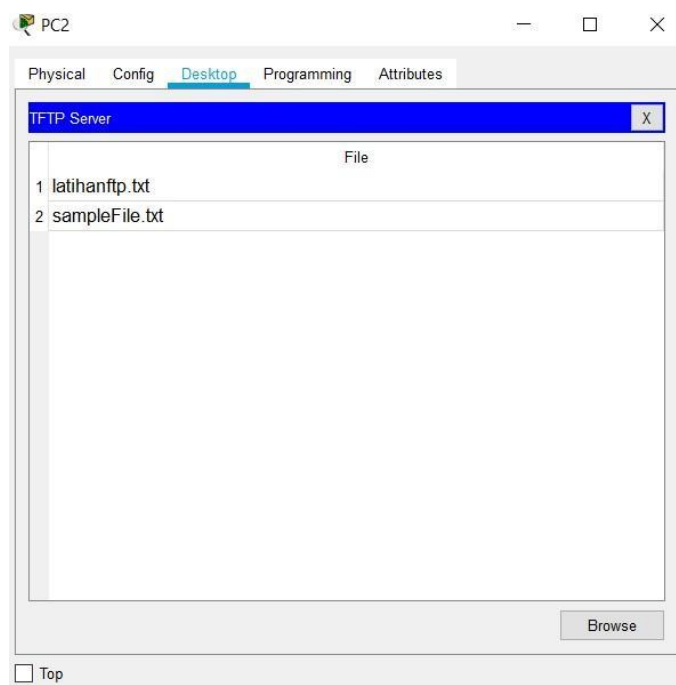 PC2
Physical Config Desktop Programming Attributes
TFTP Server X
File
1 latihanftp.txt
2 sampleFile.txt
Browse
Top